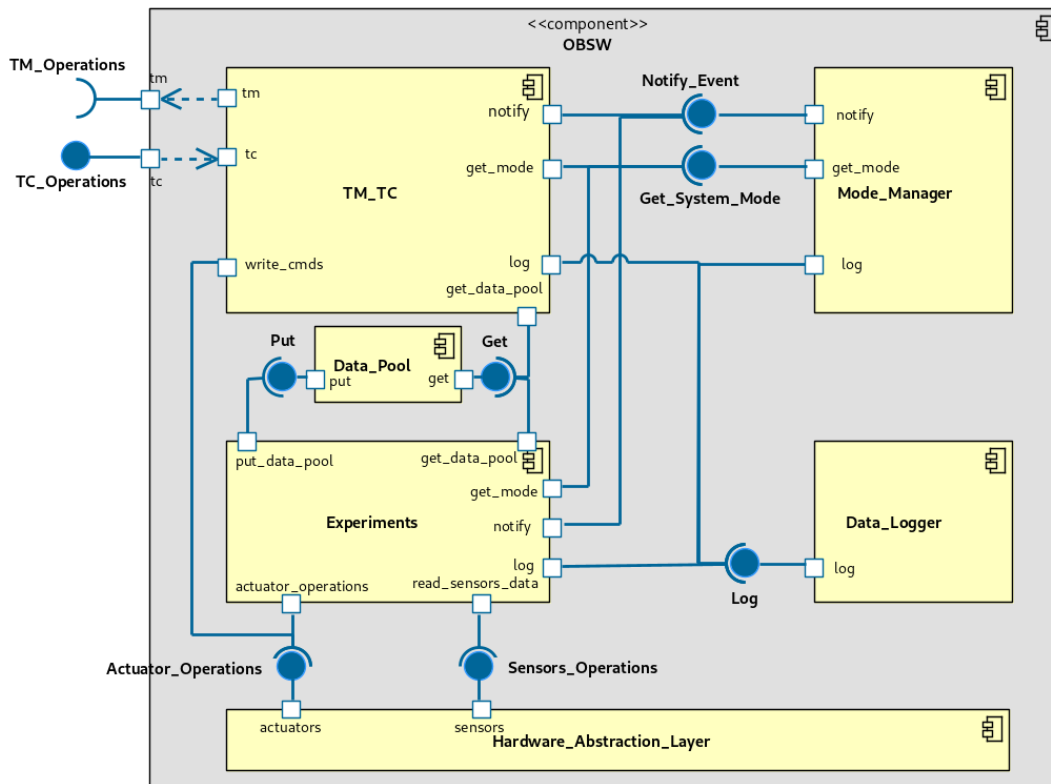 <<component>>
OBSW
TM_Operations
tm
tm
TC_Operations
tc
tc
notify
get_mode
TM_TC
write_cmds
log
get_data_pool
Notify_Event
Get_System_Mode
notify
get_mode
Mode_Manager
log
Put
Data_Pool
put
get
Get
put_data_pool
get_data_pool
get_mode
Experiments
notify
log
actuator_operations
read_sensors_data
Data_Logger
log
Log
Actuator_Operations
Sensors_Operations
actuators
sensors
Hardware_Abstraction_Layer